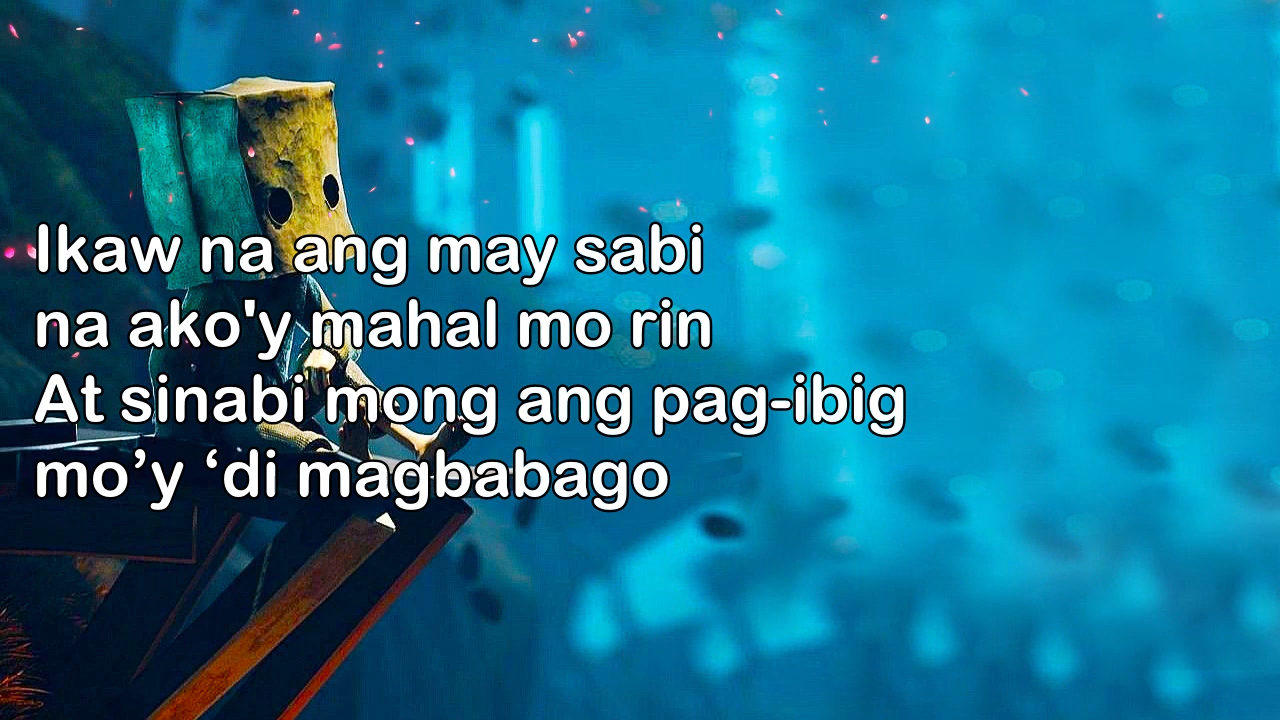 Ikaw na ang may sabi
na ako'y mahal mo rin
At sinabi mong ang pag-ibig
mo’y ‘di magbabago